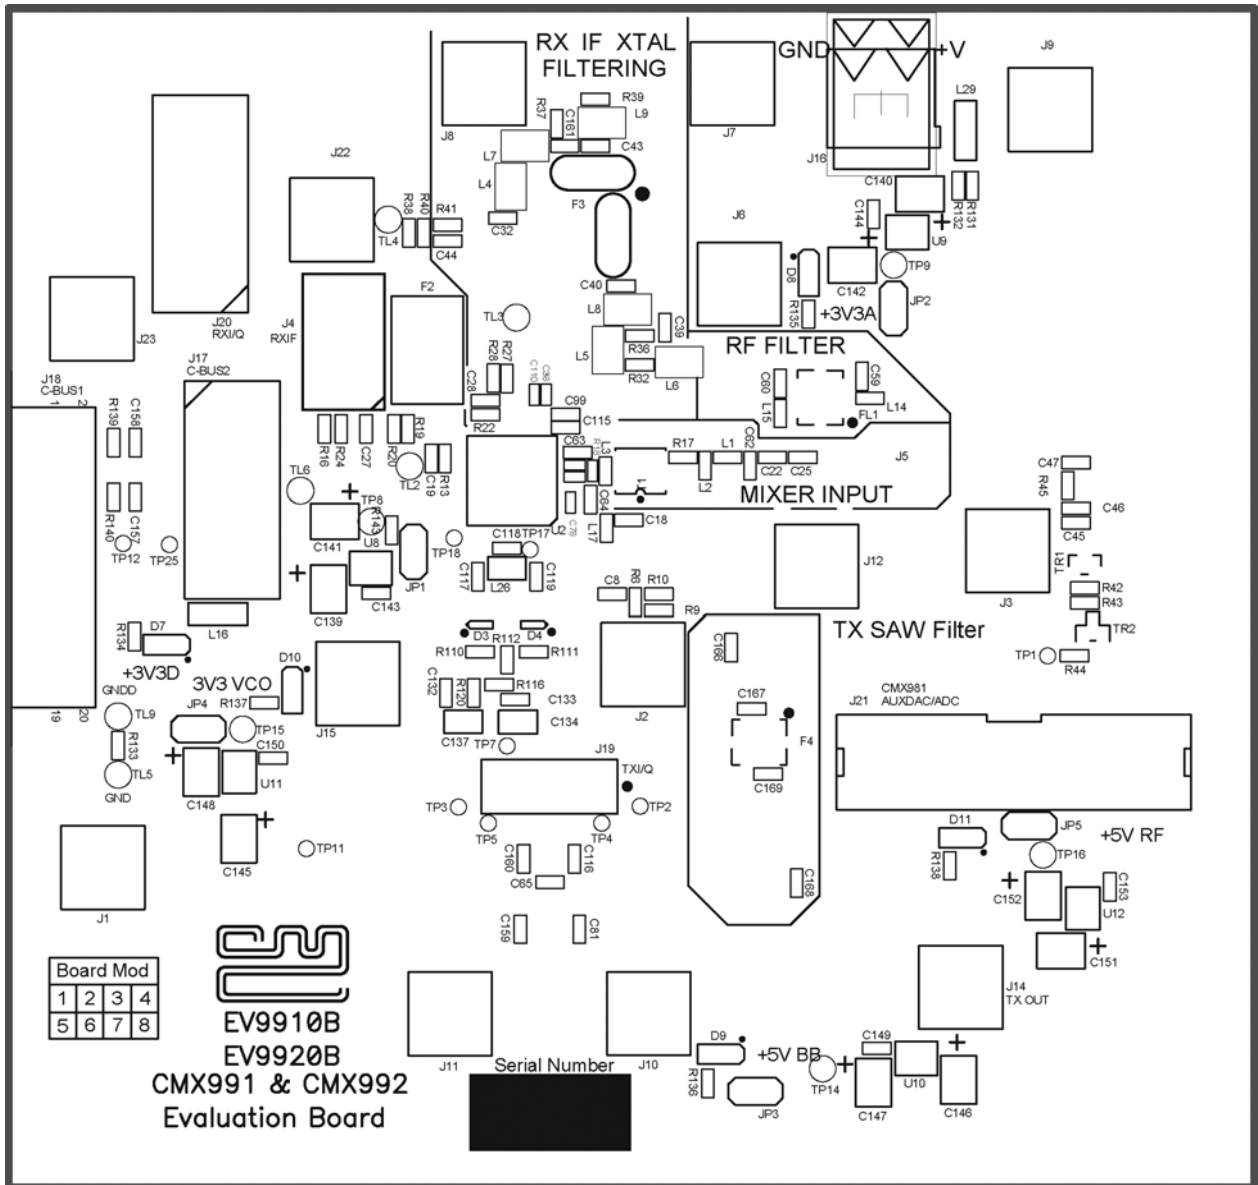 RX IF XTAL
FILTERING
GND
+V
J9
L29
J8
J7
J16
R37
C161
R39
L9
C43
L7
L4
F3
C32
J22
R38
R40
R41
C44
TL4
J6
C140
C144
R132
R131
U9
TP9
C142
D8
R135
JP2
+3V3A
J20
RXI/Q
J23
J4
RXIF
F2
TL3
C40
L8
C39
L5
R36
R32
L6
RF FILTER
C60
L15
C59
L14
FL1
J18
C-BUS1
1
2
J17
C-BUS2
R139
C158
R28
R27
C28
R22
C110
C99
C115
R16
R24
C27
R20
R19
TL2
C19
R13
C63
L3
R17
L2
L1
C62
C22
C25
J5
MIXER INPUT
C47
R45
C46
C45
TL6
TP8
R143
C141
U8
TP18
JP1
C143
C139
R140
C157
TP12
TP25
L16
U2
C78
C64
L17
C18
C118
TP17
C117
L26
C119
C8
R6
R10
R9
J12
J3
TR1
R42
R43
TR2
TX SAW Filter
TP1
R44
R134
D7
+3V3D
3V3 VCO
D10
D3
D4
R110
R112
R111
C132
R120
R116
C133
C134
C137
TP7
J2
C166
C167
F4
C169
C168
J21
CMX981
AUXDAC/ADC
19
20
GNDD
TL9
R133
TL5
GND
JP4
R137
TP15
C150
C148
U11
J15
J19
TXI/Q
TP3
TP5
TP4
TP2
C145
TP11
C160
C65
C116
C159
C81
D11
R138
JP5
+5V RF
TP16
C152
U12
C153
C151
J1
Board Mod
1 2 3 4
5 6 7 8
EV9910B
EV9920B
CMX991 & CMX992
Evaluation Board
J11
Serial Number
J10
D9
R136
+5V BB
JP3
TP14
C149
C147
U10
C146
J14
TX OUT